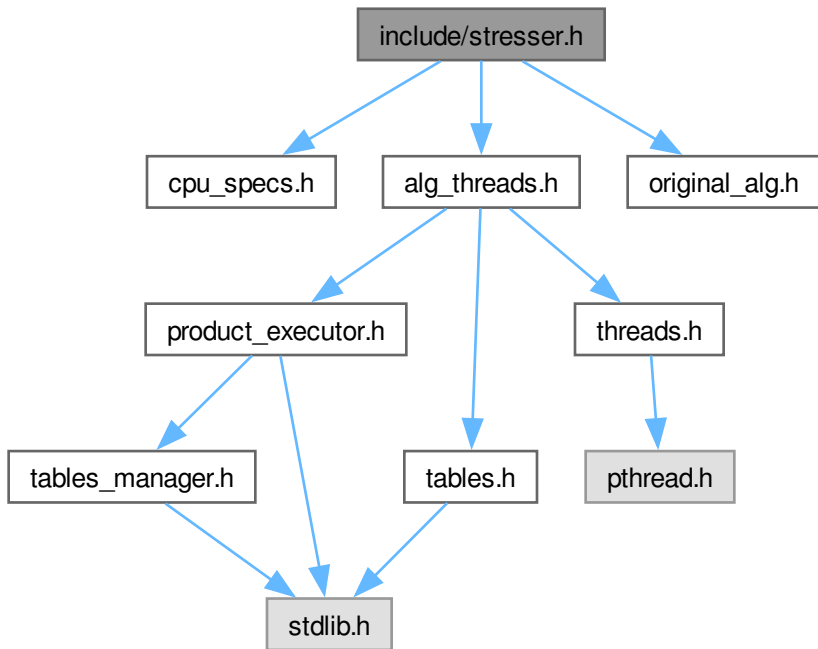 include/stresser.h
cpu_specs.h
alg_threads.h
original_alg.h
product_executor.h
threads.h
tables_manager.h
tables.h
pthread.h
stdlib.h